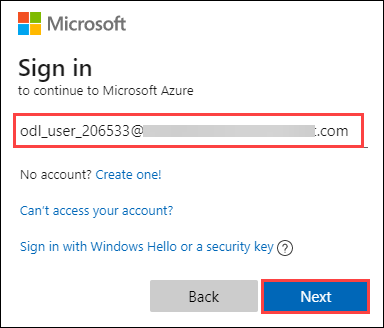 Microsoft
Sign in
to continue to Microsoft Azure
odl_user_206533@ t.com
No account? Create one!
Can't access your account?
Sign in with Windows Hello or a security key ?
Back Next